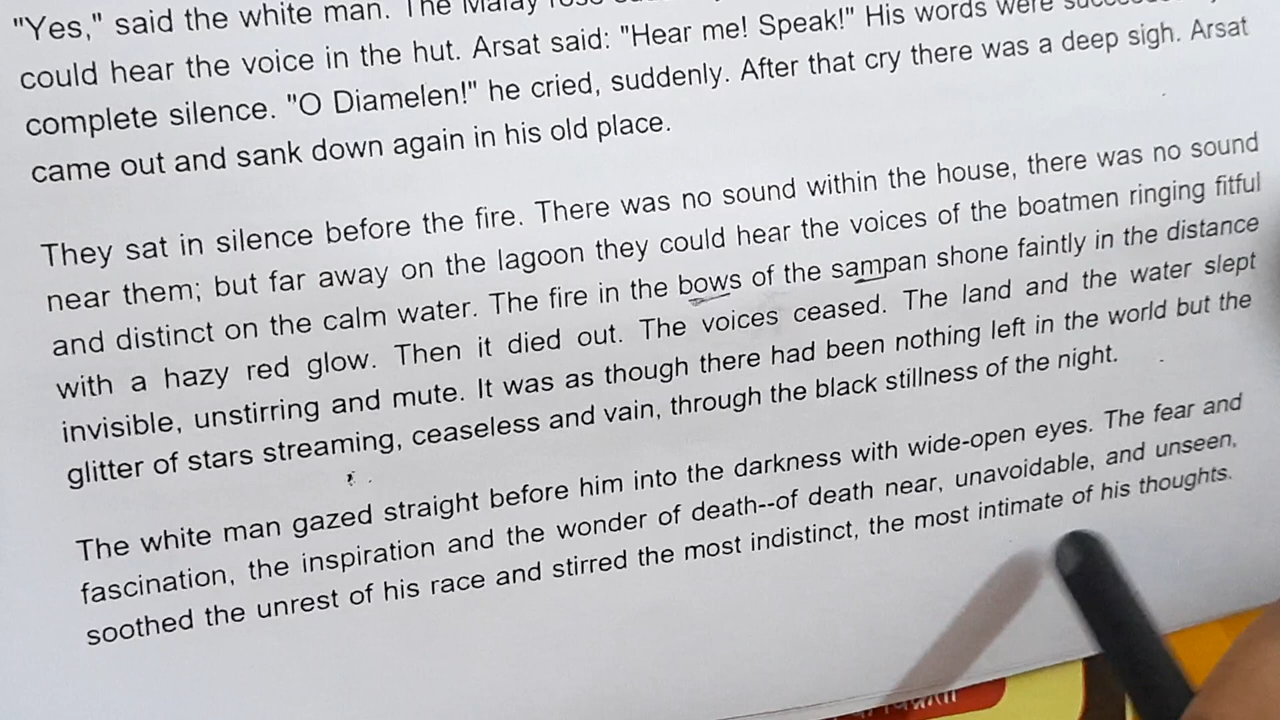 "Yes," said the white man. The Malay rose
could hear the voice in the hut. Arsat said: "Hear me! Speak!" His words were
complete silence. "O Diamelen!" he cried, suddenly. After that cry there was a deep sigh. Arsat
came out and sank down again in his old place.
They sat in silence before the fire. There was no sound within the house, there was no sound
near them; but far away on the lagoon they could hear the voices of the boatmen ringing fitful
and distinct on the calm water. The fire in the bows of the sampan shone faintly in the distance
with a hazy red glow. Then it died out. The voices ceased. The land and the water slept
invisible, unstirring and mute. It was as though there had been nothing left in the world but the
glitter of stars streaming, ceaseless and vain, through the black stillness of the night.
The white man gazed straight before him into the darkness with wide-open eyes. The fear and
fascination, the inspiration and the wonder of death--of death near, unavoidable, and unseen,
soothed the unrest of his race and stirred the most indistinct, the most intimate of his thoughts.